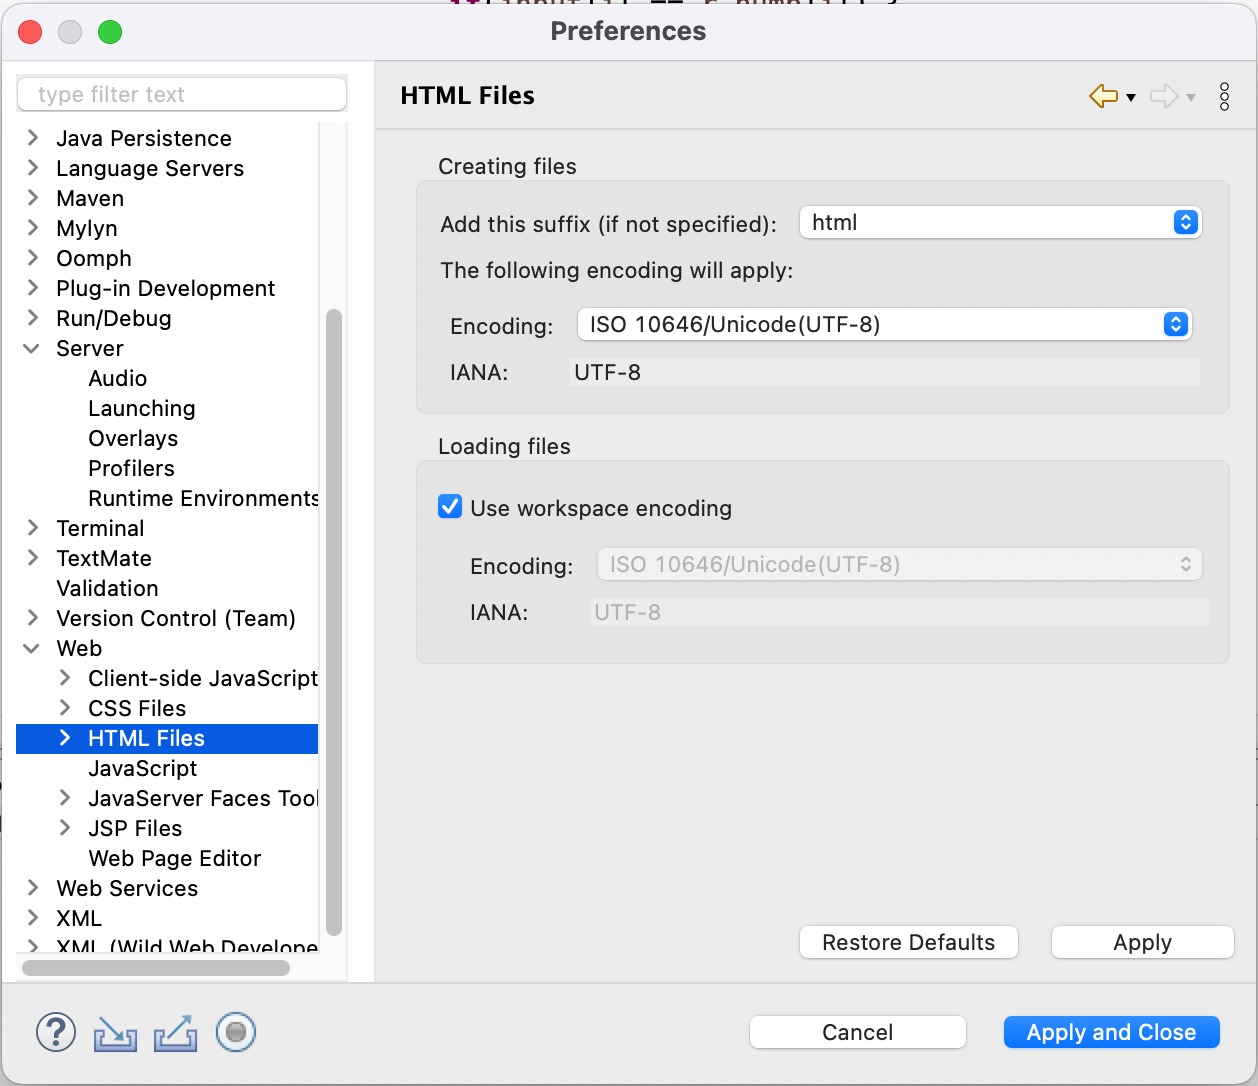 Preferences
type filter text
Java Persistence
Language Servers
Maven
Mylyn
Oomph
Plug-in Development
Run/Debug
Server
Audio
Launching
Overlays
Profilers
Runtime Environments
Terminal
TextMate
Validation
Version Control (Team)
Web
Client-side JavaScript
CSS Files
HTML Files
JavaScript
JavaServer Faces Tool
JSP Files
Web Page Editor
Web Services
XML
XML (Wild Web Develope
HTML Files
Creating files
Add this suffix (if not specified): html
The following encoding will apply:
Encoding: ISO 10646/Unicode(UTF-8)
IANA: UTF-8
Loading files
Use workspace encoding
Encoding: ISO 10646/Unicode(UTF-8)
IANA: UTF-8
Restore Defaults Apply
? Cancel Apply and Close